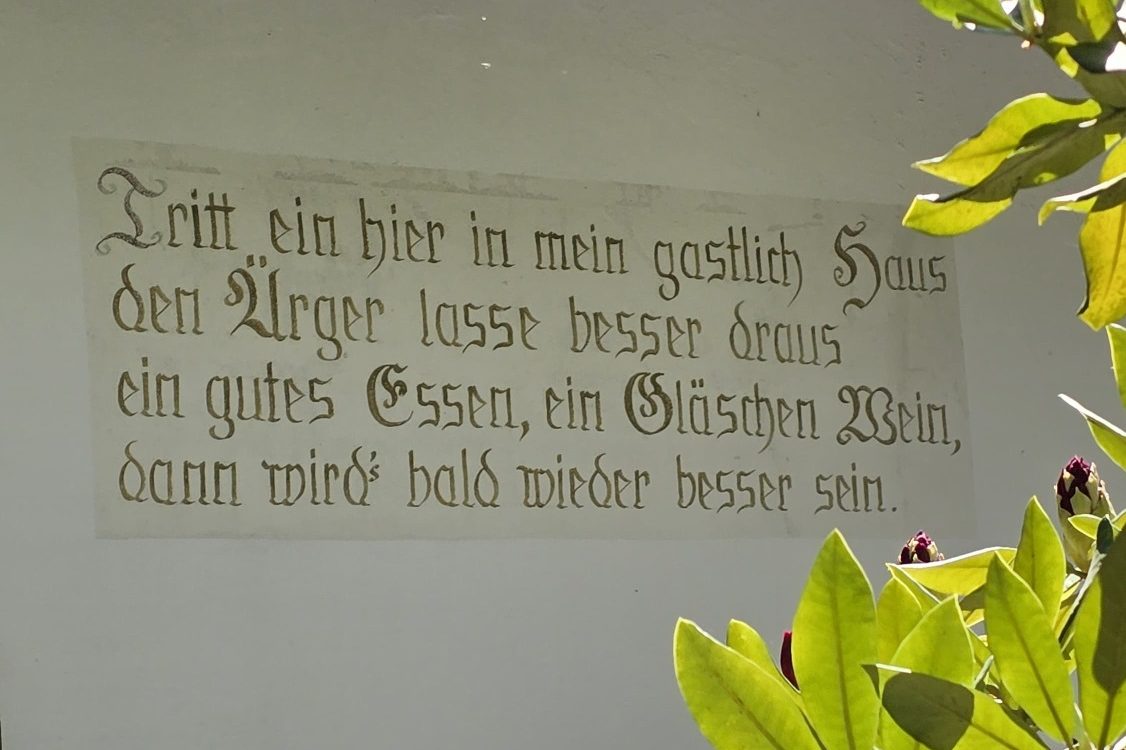 Tritt ein hier in mein gastlich Haus
den Ärger lasse besser draus
ein gutes Essen, ein Gläschen Wein,
dann wird's bald wieder besser sein.